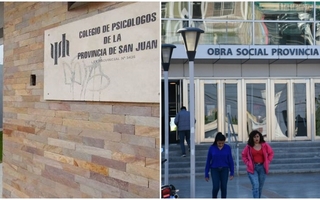 COLEGIO DE PSICOLOGOS
DE LA
PROVINCIA DE SAN JUAN
OBRA SOCIAL PROVINCIA